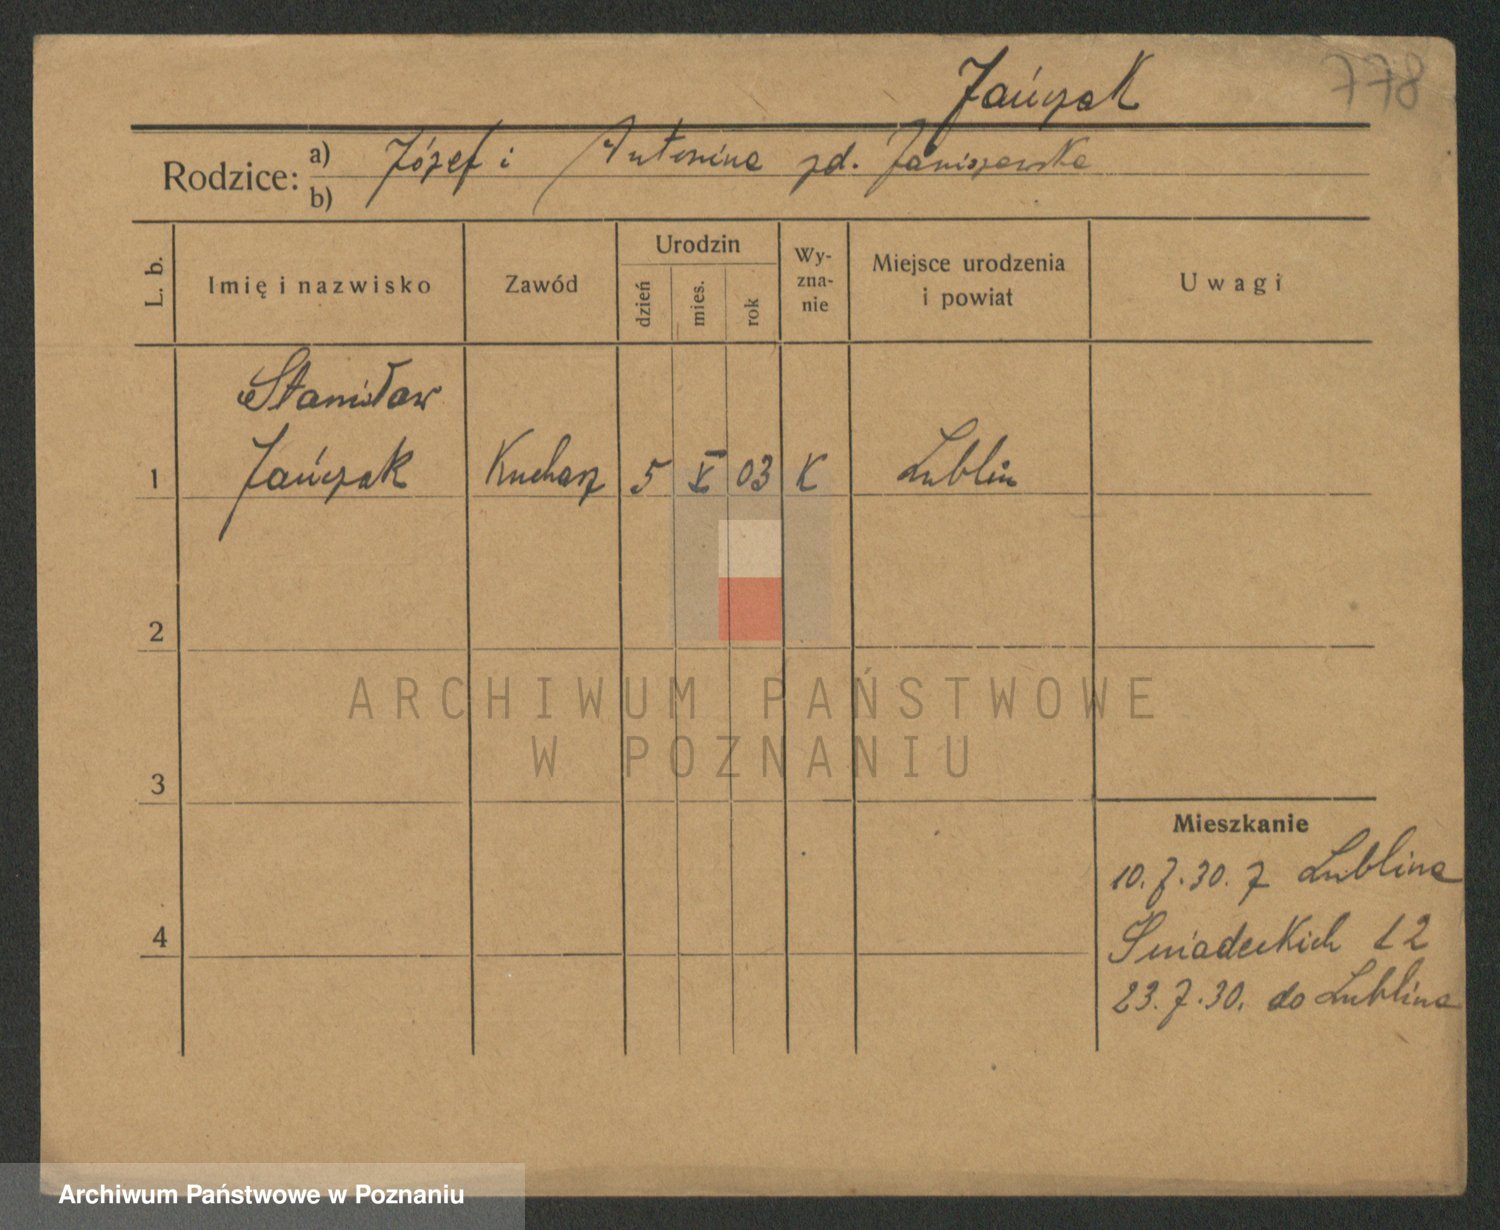 Jańczak
778
Rodzice: a) Józef i Antonina zd. Janiszewska
b)
L. b.
Imię i nazwisko
Zawód
Urodzin
dzień
mies.
rok
Wy-
zna-
nie
Miejsce urodzenia
i powiat
Uwagi
Stanisław
1 Jańczak Kucharz 5 X 03 K Lublin
2
ARCHIWUM PAŃSTWOWE
W POZNANIU
3
Mieszkanie
10.7.30. z Lublina
4 Śniadeckich 12
23.7.30. do Lublina
Archiwum Państwowe w Poznaniu